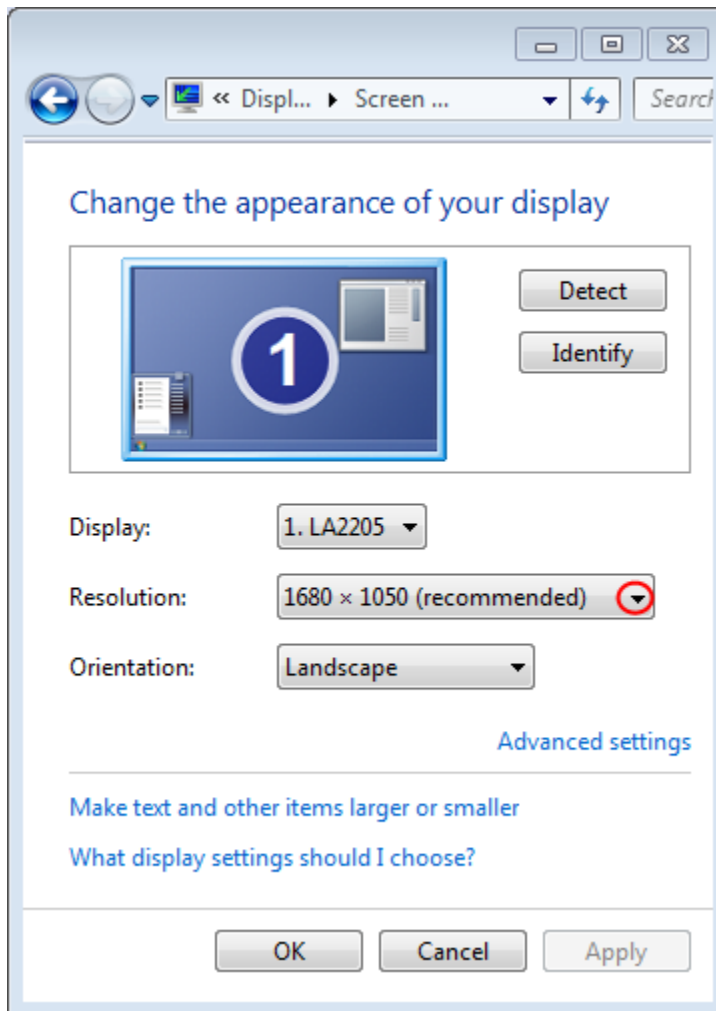 « Displ... Screen ...
Search
Change the appearance of your display
1
Detect
Identify
Display: 1. LA2205
Resolution: 1680 × 1050 (recommended)
Orientation: Landscape
Advanced settings
Make text and other items larger or smaller
What display settings should I choose?
OK Cancel Apply